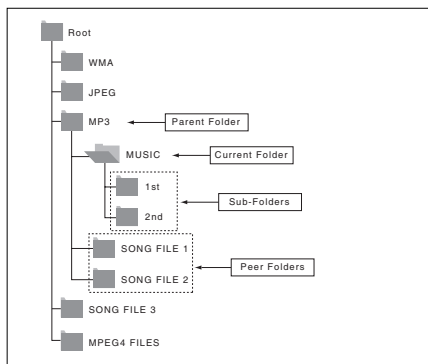 Root
WMA
JPEG
MP3
Parent Folder
MUSIC
Current Folder
1st
2nd
Sub-Folders
SONG FILE 1
SONG FILE 2
Peer Folders
SONG FILE 3
MPEG4 FILES